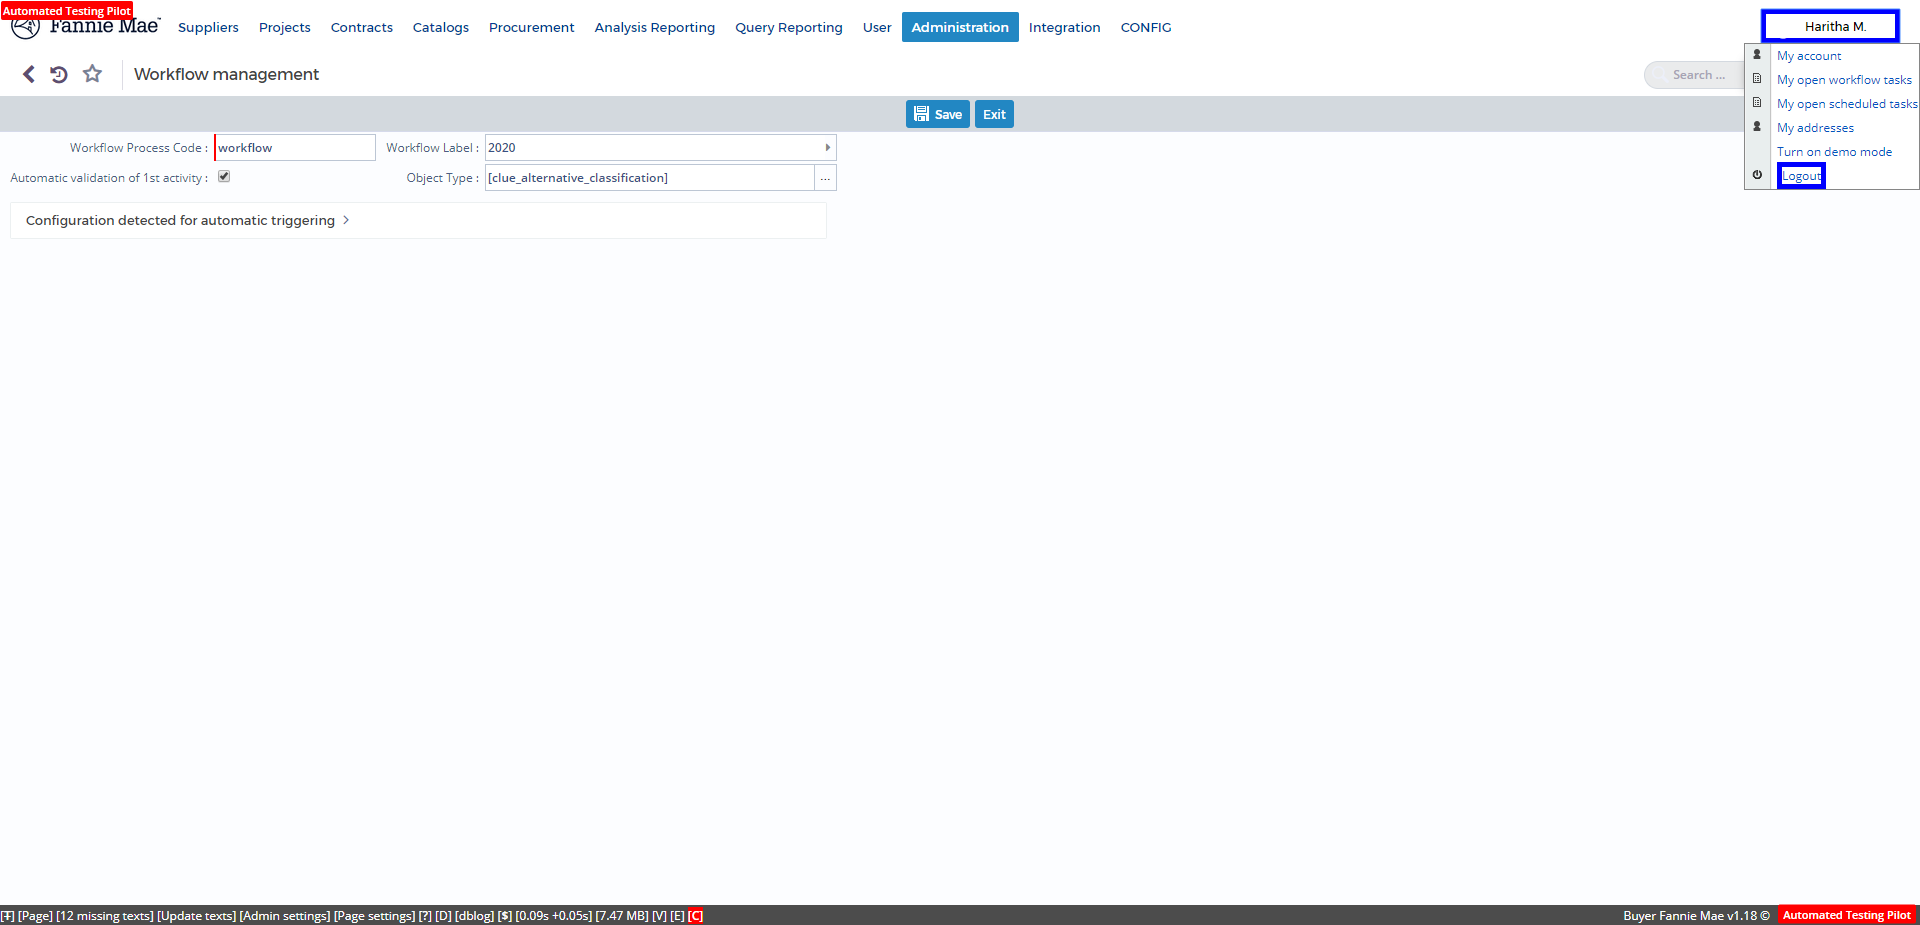 Automated Testing Pilot
Fannie Mae™ Suppliers Projects Contracts Catalogs Procurement Analysis Reporting Query Reporting User Administration Integration CONFIG Haritha M.
Workflow management Search ...
My account
My open workflow tasks
My open scheduled tasks
My addresses
Turn on demo mode
Logout
Save Exit
Workflow Process Code : workflow Workflow Label : 2020
Automatic validation of 1st activity : Object Type : [clue_alternative_classification] ...
Configuration detected for automatic triggering
[T] [Page] [12 missing texts] [Update texts] [Admin settings] [Page settings] [?] [D] [dblog] [$] [0.09s +0.05s] [7.47 MB] [V] [E] [C] Buyer Fannie Mae v1.18 © Automated Testing Pilot